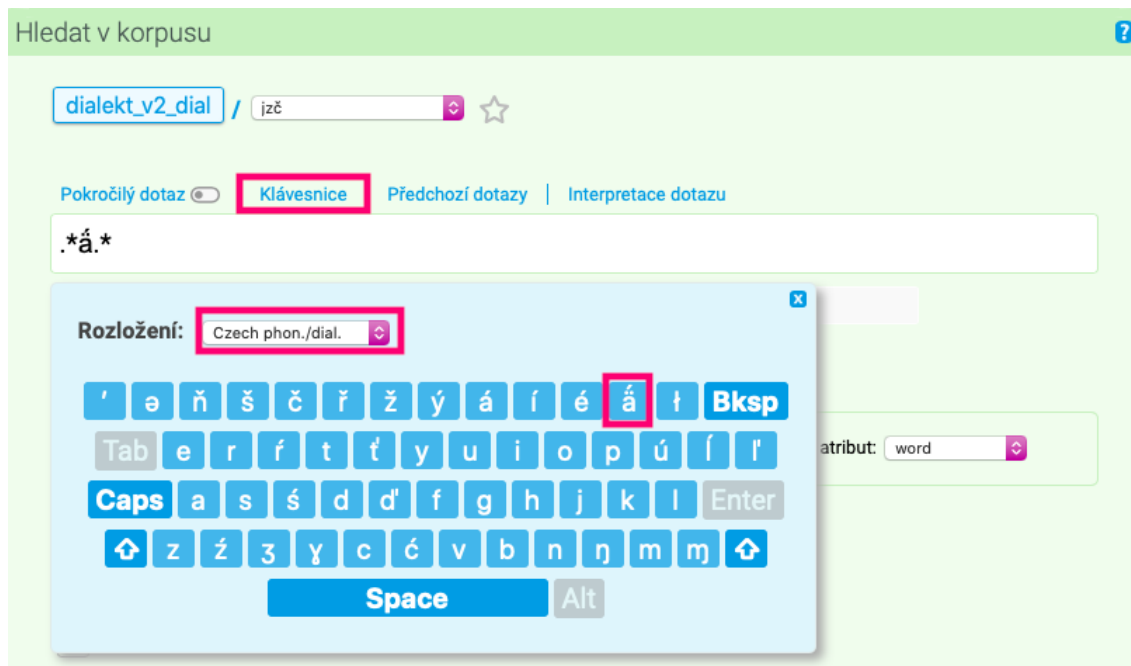 Hledat v korpusu ?
dialekt_v2_dial / jzč
Pokročilý dotaz Klávesnice Předchozí dotazy | Interpretace dotazu
.*ǻ.*
x
Rozložení: Czech phon./dial.
ʼ ə ň š č ř ž ý á í é ǻ ł Bksp
Tab e r ŕ t ť y u i o p ú ĺ ľ
atribut: word
Caps a s ś d ď f g h j k l Enter
z ź ʒ ɣ c ć v b n ŋ m ɱ
Space Alt